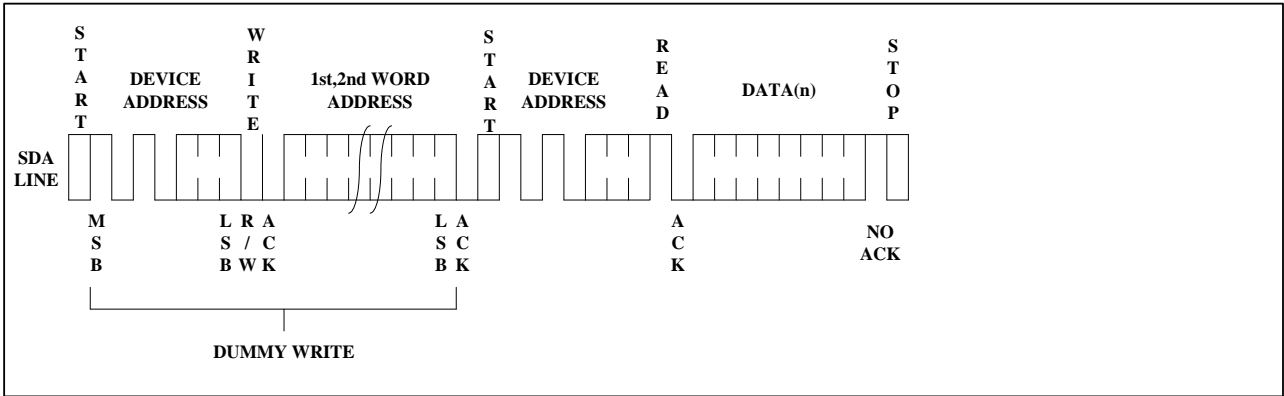 START
DEVICE
ADDRESS
WRITE
1st,2nd WORD
ADDRESS
START
DEVICE
ADDRESS
READ
DATA(n)
STOP
SDA
LINE
MSB
LSB
R/W
ACK
LSB
ACK
ACK
NO
ACK
DUMMY WRITE